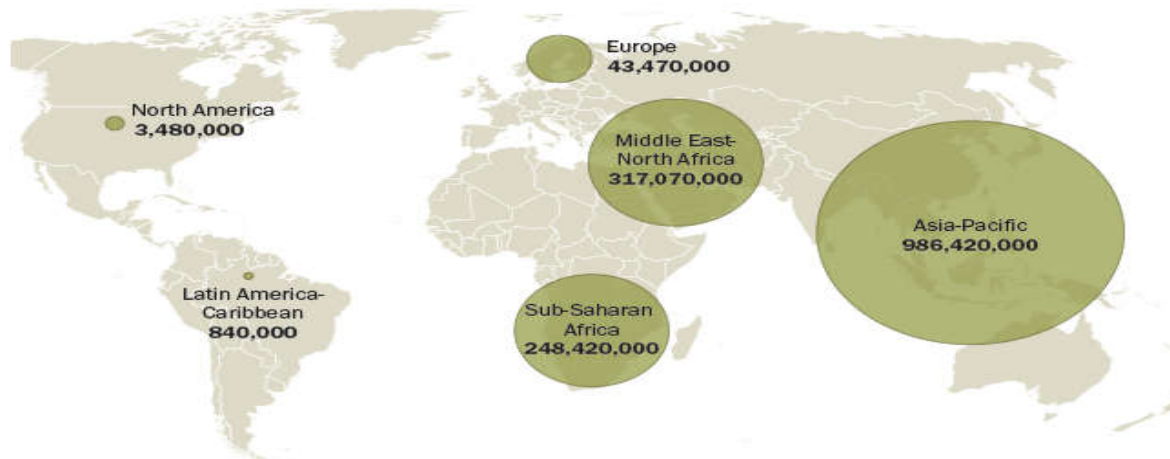 Europe
43,470,000
North America
3,480,000
Middle East-
North Africa
317,070,000
Asia-Pacific
986,420,000
Latin America-
Caribbean
840,000
Sub-Saharan
Africa
248,420,000